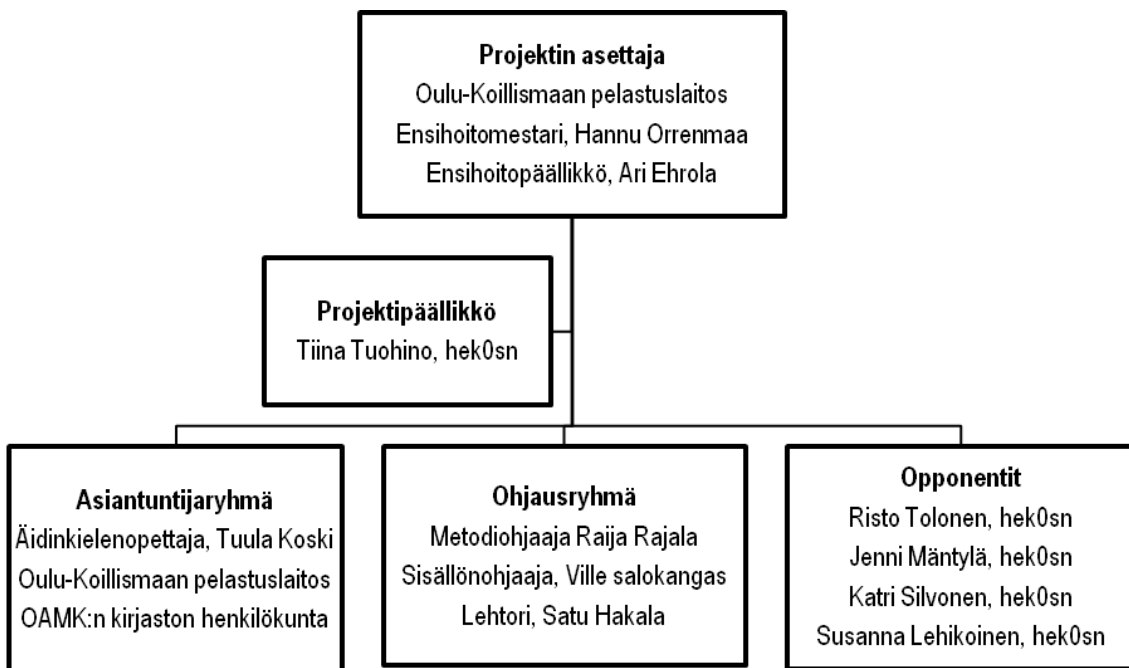 Projektin asettaja
Oulu-Koillismaan pelastuslaitos
Ensihoitomestari, Hannu Orrenmaa
Ensihoitopäällikkö, Ari Ehrola
Projektipäällikkö
Tiina Tuohino, hek0sn
Asiantuntijaryhmä
Äidinkielenopettaja, Tuula Koski
Oulu-Koillismaan pelastuslaitos
OAMK:n kirjaston henkilökunta
Ohjausryhmä
Metodiohjaaja Raija Rajala
Sisällönohjaaja, Ville salokangas
Lehtori, Satu Hakala
Opponentit
Risto Tolonen, hek0sn
Jenni Mäntylä, hek0sn
Katri Silvonen, hek0sn
Susanna Lehikoinen, hek0sn